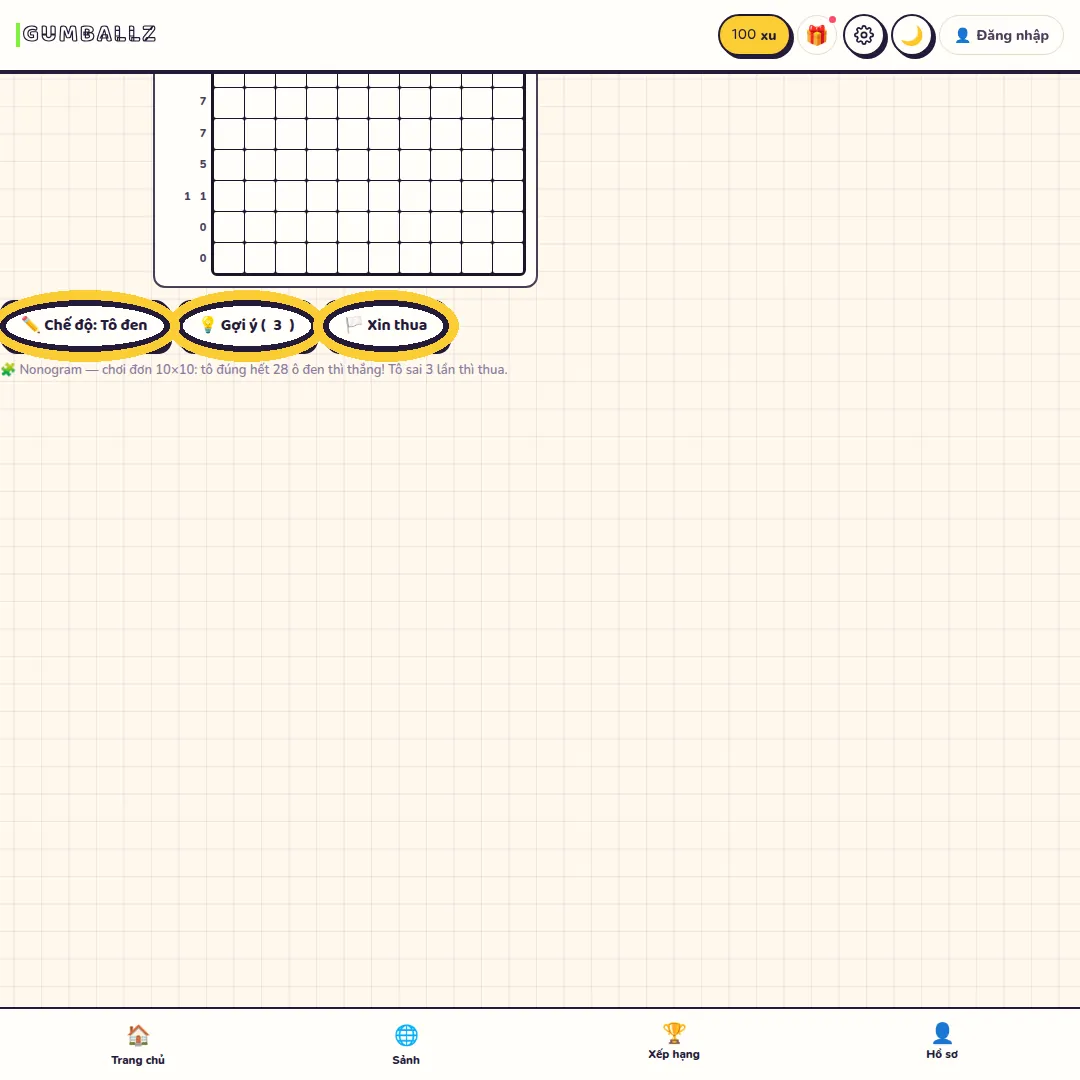 GUMBALLZ
100 xu
Đăng nhập
7
7
5
1 1
0
0
Chế độ: Tô đen
Gợi ý ( 3 )
Xin thua
Nonogram — chơi đơn 10×10: tô đúng hết 28 ô đen thì thắng! Tô sai 3 lần thì thua.
Trang chủ
Sảnh
Xếp hạng
Hồ sơ